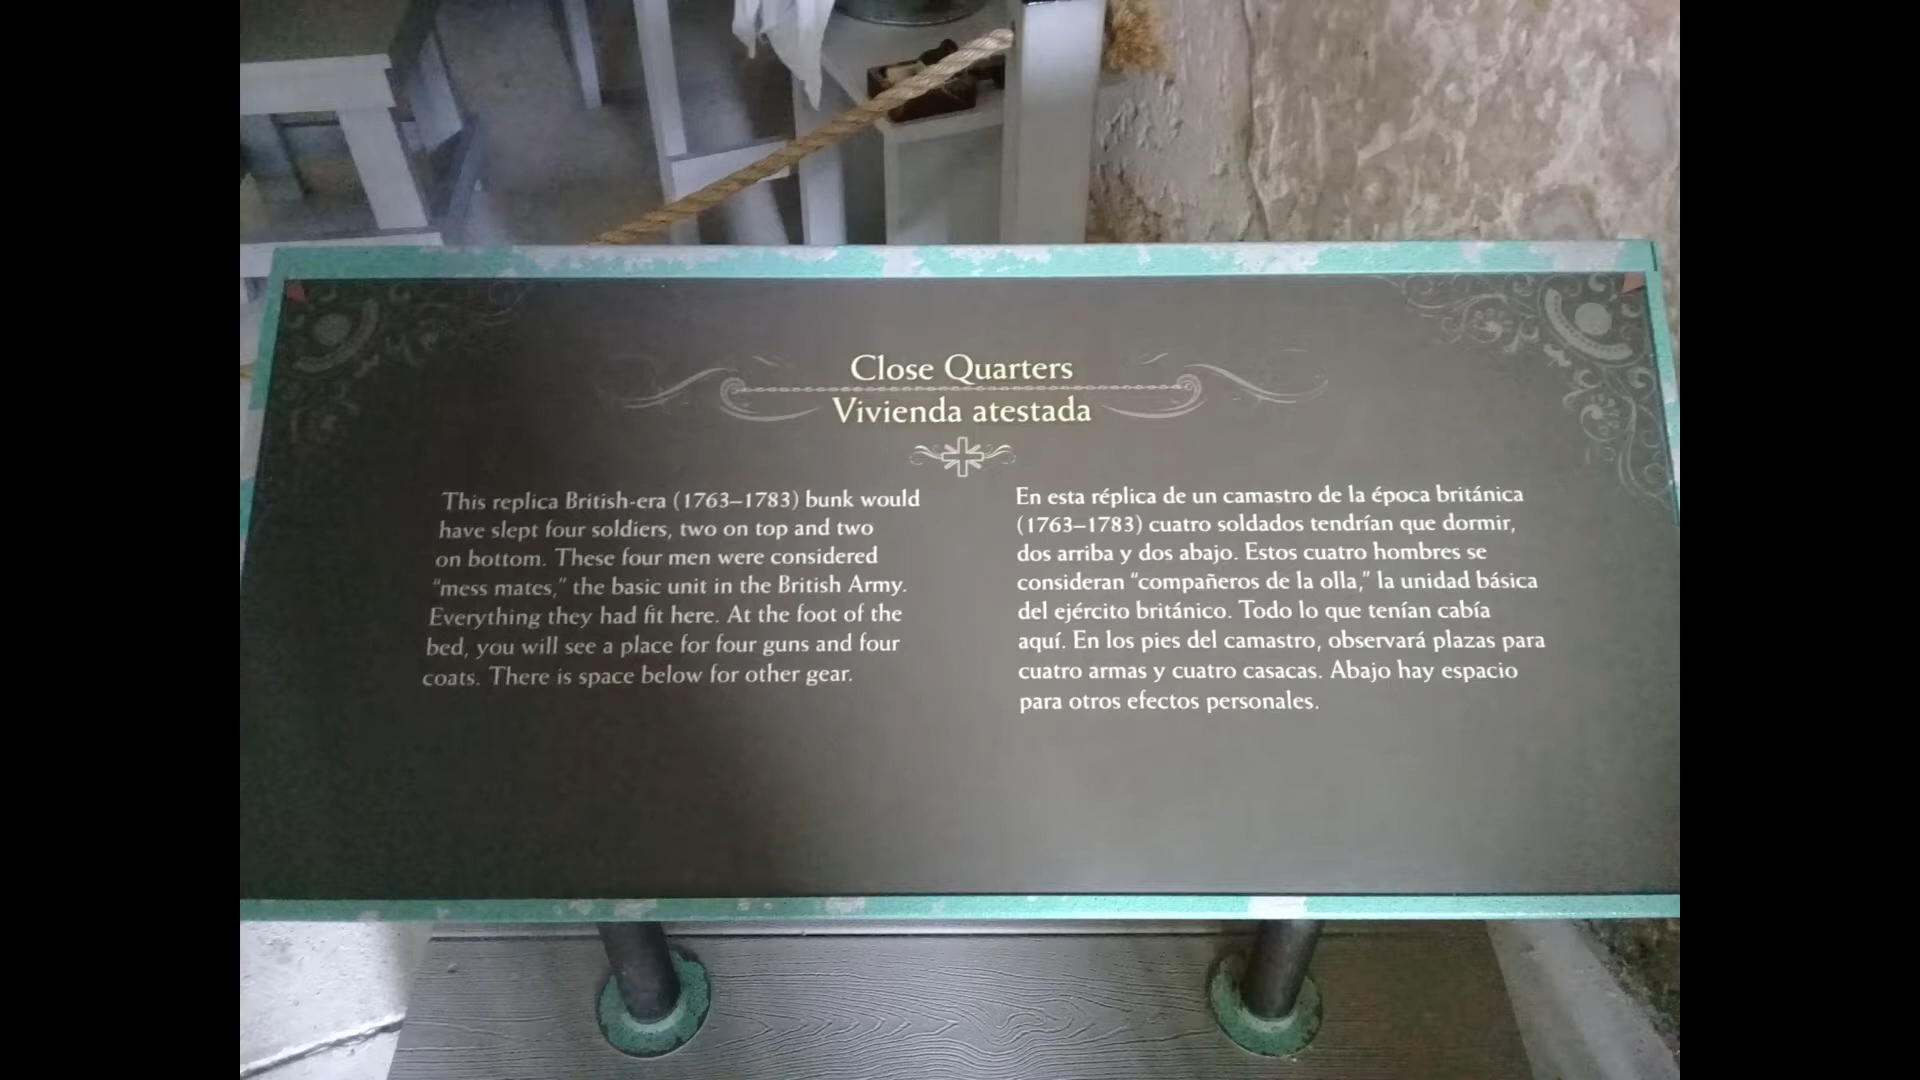 Close Quarters
Vivienda atestada
This replica British-era (1763–1783) bunk would
have slept four soldiers, two on top and two
on bottom. These four men were considered
“mess mates,” the basic unit in the British Army.
Everything they had fit here. At the foot of the
bed, you will see a place for four guns and four
coats. There is space below for other gear.
En esta réplica de un camastro de la época británica
(1763–1783) cuatro soldados tendrían que dormir,
dos arriba y dos abajo. Estos cuatro hombres se
consideran “compañeros de la olla,” la unidad básica
del ejército británico. Todo lo que tenían cabía
aquí. En los pies del camastro, observará plazas para
cuatro armas y cuatro casacas. Abajo hay espacio
para otros efectos personales.